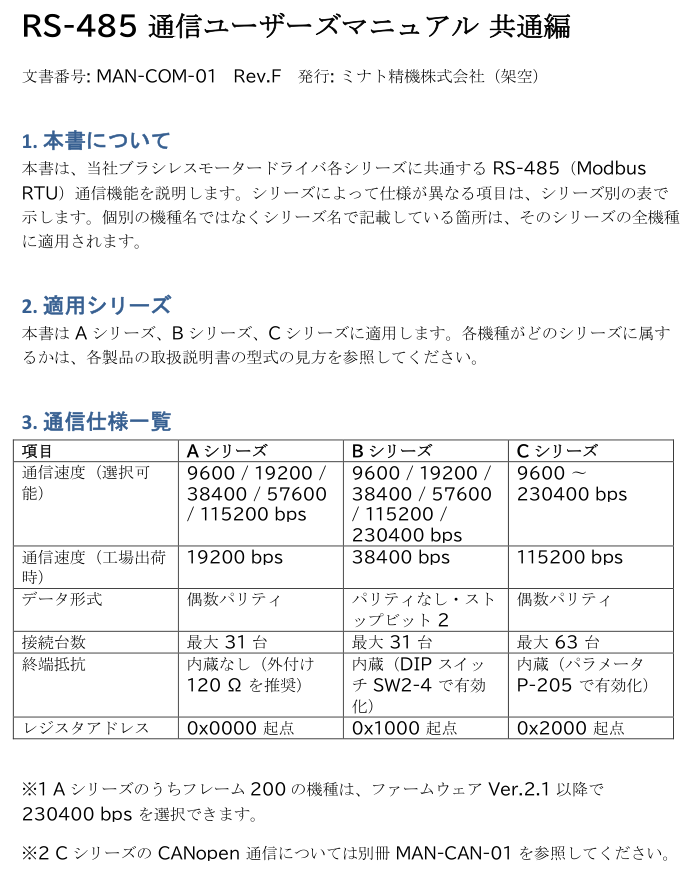 RS-485 通信ユーザーズマニュアル 共通編
文書番号: MAN-COM-01　Rev.F　発行: ミナト精機株式会社（架空）
1. 本書について
本書は、当社ブラシレスモータードライバ各シリーズに共通する RS-485（Modbus
RTU）通信機能を説明します。シリーズによって仕様が異なる項目は、シリーズ別の表で
示します。個別の機種名ではなくシリーズ名で記載している箇所は、そのシリーズの全機種
に適用されます。
2. 適用シリーズ
本書は A シリーズ、B シリーズ、C シリーズに適用します。各機種がどのシリーズに属す
るかは、各製品の取扱説明書の型式の見方を参照してください。
3. 通信仕様一覧
項目 A シリーズ B シリーズ C シリーズ
通信速度（選択可 9600 / 19200 / 9600 / 19200 / 9600 ～
能） 38400 / 57600 38400 / 57600 230400 bps
/ 115200 bps / 115200 /
230400 bps
通信速度（工場出荷 19200 bps 38400 bps 115200 bps
時）
データ形式 偶数パリティ パリティなし・スト 偶数パリティ
ップビット 2
接続台数 最大 31 台 最大 31 台 最大 63 台
終端抵抗 内蔵なし（外付け 内蔵（DIP スイッ 内蔵（パラメータ
120 Ω を推奨） チ SW2-4 で有効 P-205 で有効化）
化）
レジスタアドレス 0x0000 起点 0x1000 起点 0x2000 起点
※1 A シリーズのうちフレーム 200 の機種は、ファームウェア Ver.2.1 以降で
230400 bps を選択できます。
※2 C シリーズの CANopen 通信については別冊 MAN-CAN-01 を参照してください。